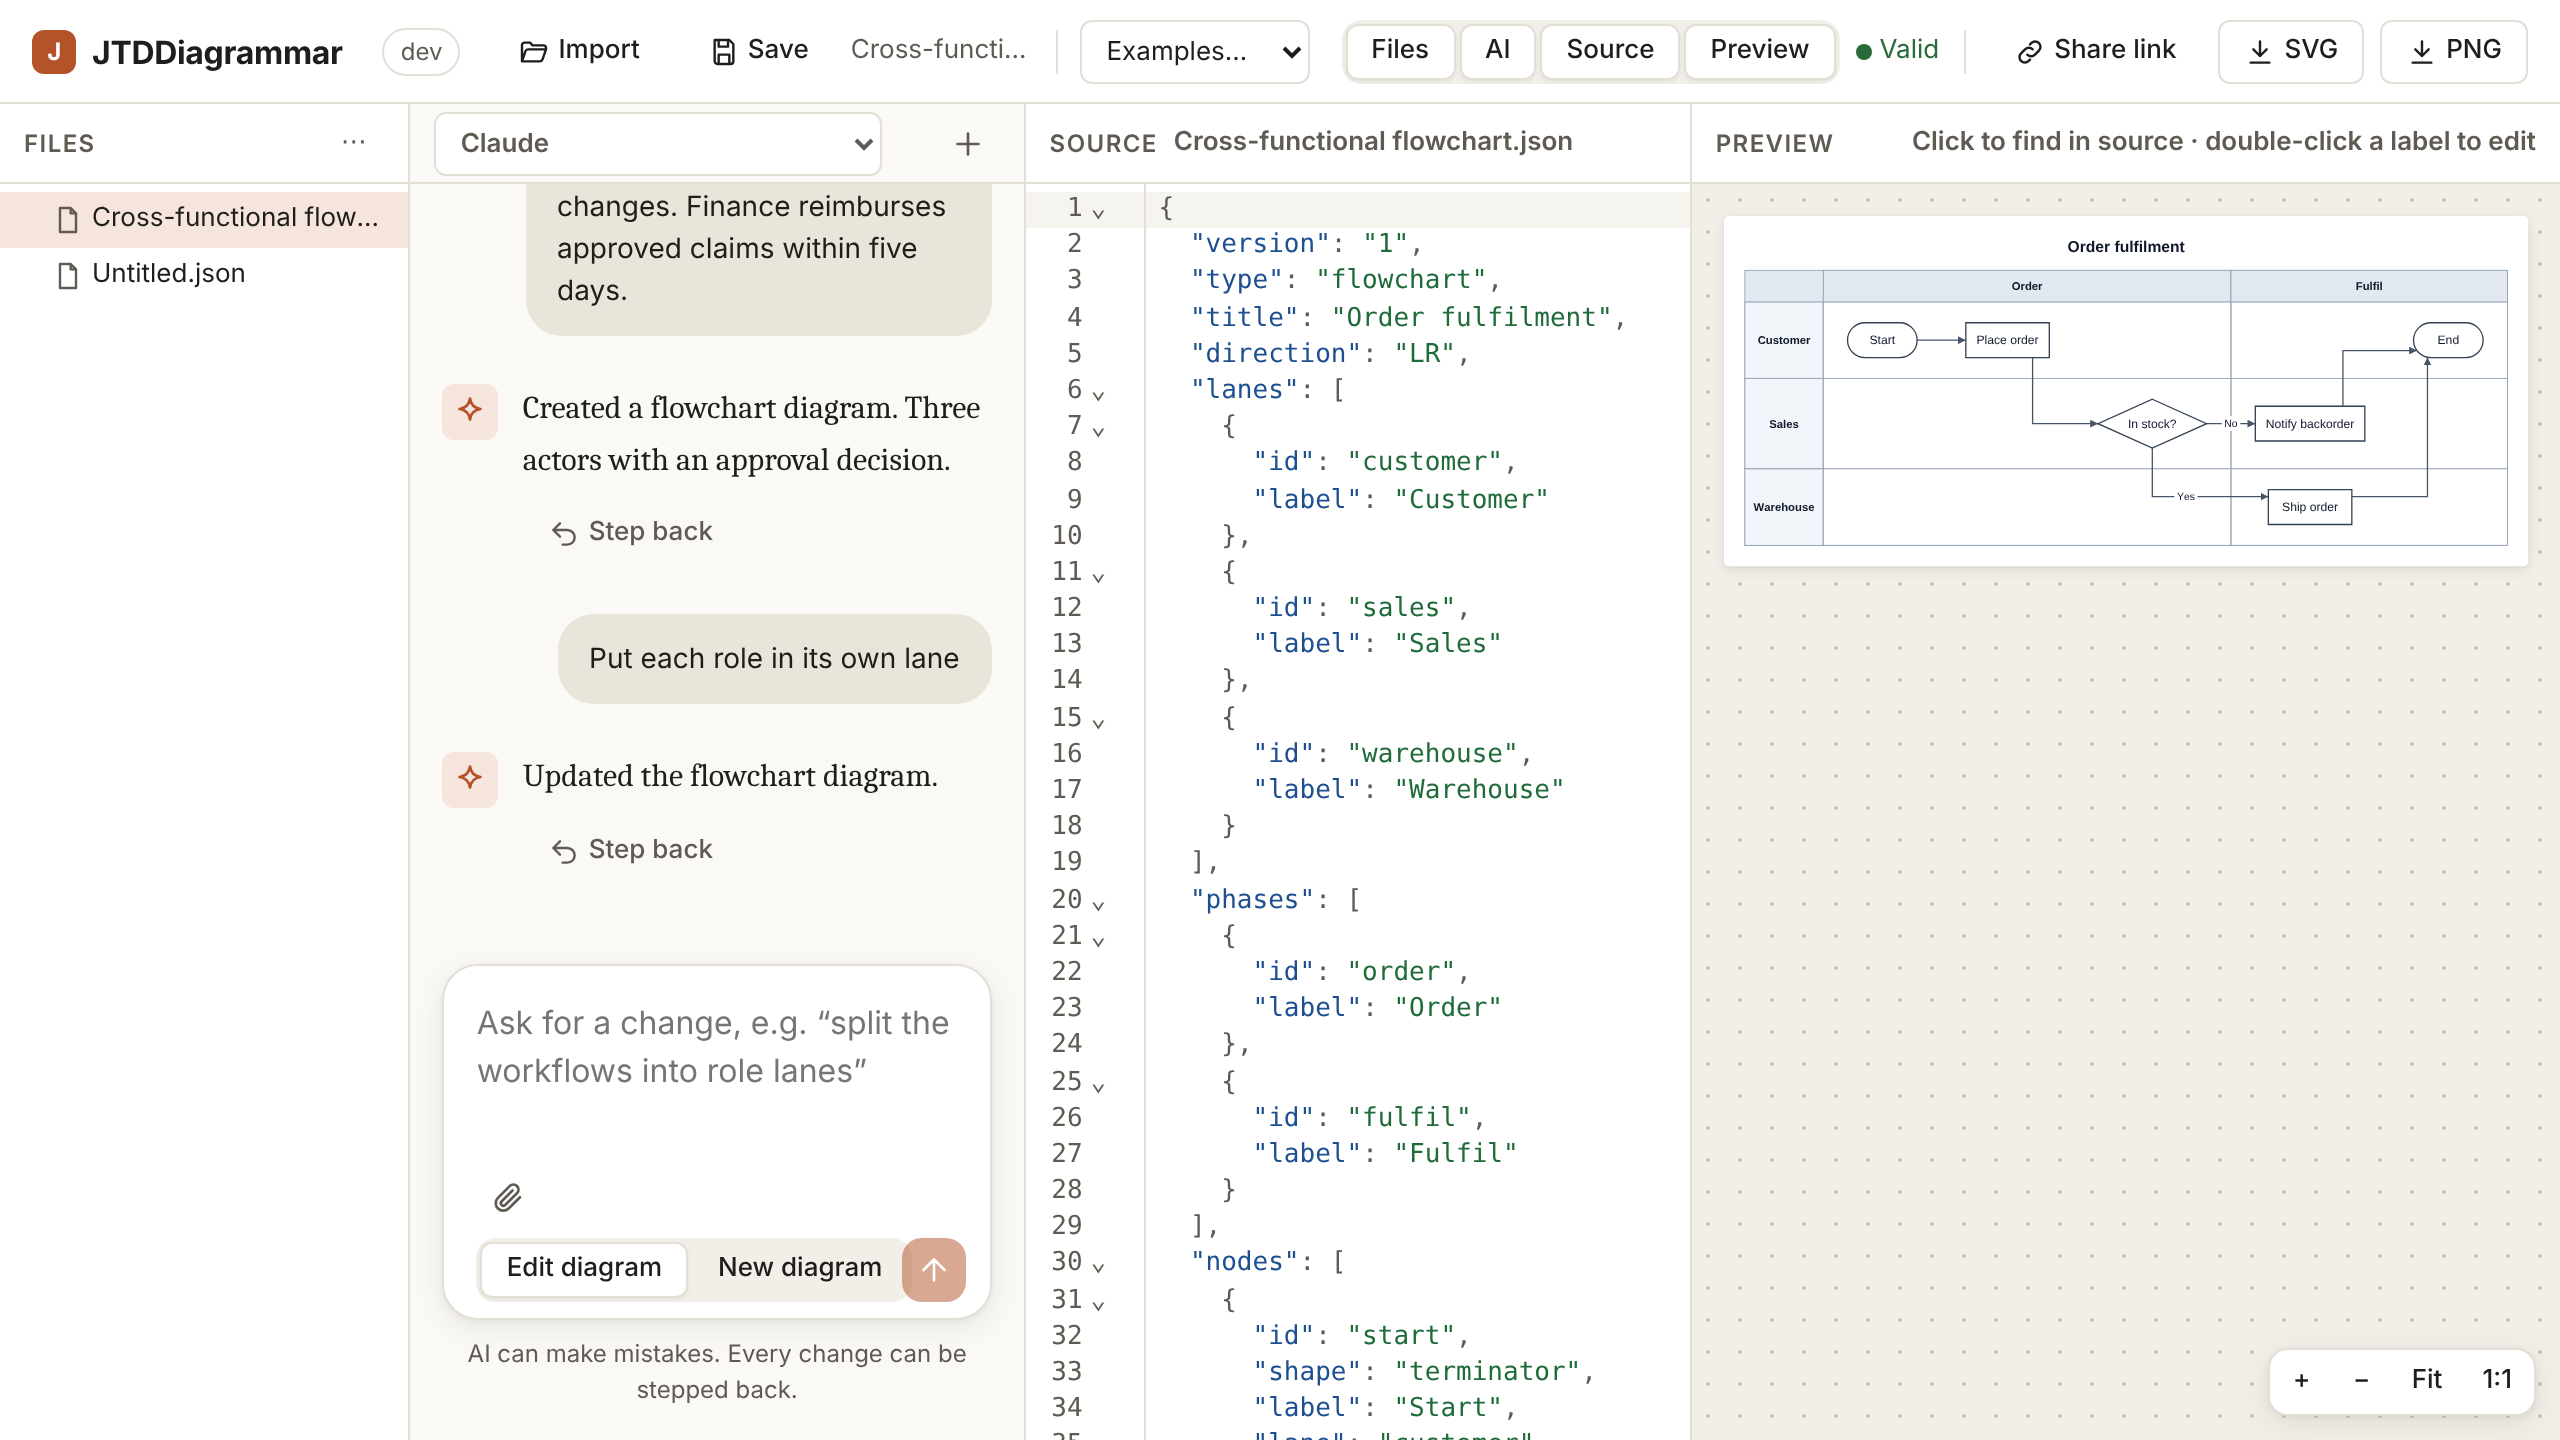 J JTDDiagrammar dev Import Save Cross-functi... Examples... Files AI Source Preview Valid Share link SVG PNG
FILES ...
Cross-functional flow...
Untitled.json
Claude
changes. Finance reimburses
approved claims within five
days.
Created a flowchart diagram. Three
actors with an approval decision.
Step back
Put each role in its own lane
Updated the flowchart diagram.
Step back
Ask for a change, e.g. “split the
workflows into role lanes”
Edit diagram New diagram
AI can make mistakes. Every change can be
stepped back.
SOURCE Cross-functional flowchart.json
1 {
2 "version": "1",
3 "type": "flowchart",
4 "title": "Order fulfilment",
5 "direction": "LR",
6 "lanes": [
7 {
8 "id": "customer",
9 "label": "Customer"
10 },
11 {
12 "id": "sales",
13 "label": "Sales"
14 },
15 {
16 "id": "warehouse",
17 "label": "Warehouse"
18 }
19 ],
20 "phases": [
21 {
22 "id": "order",
23 "label": "Order"
24 },
25 {
26 "id": "fulfil",
27 "label": "Fulfil"
28 }
29 ],
30 "nodes": [
31 {
32 "id": "start",
33 "shape": "terminator",
34 "label": "Start",
35 "lane": "customer"
PREVIEW Click to find in source · double-click a label to edit
Order fulfilment
Order Fulfil
Customer Start Place order End
Sales In stock? No Notify backorder
Yes
Warehouse Ship order
+ − Fit 1:1